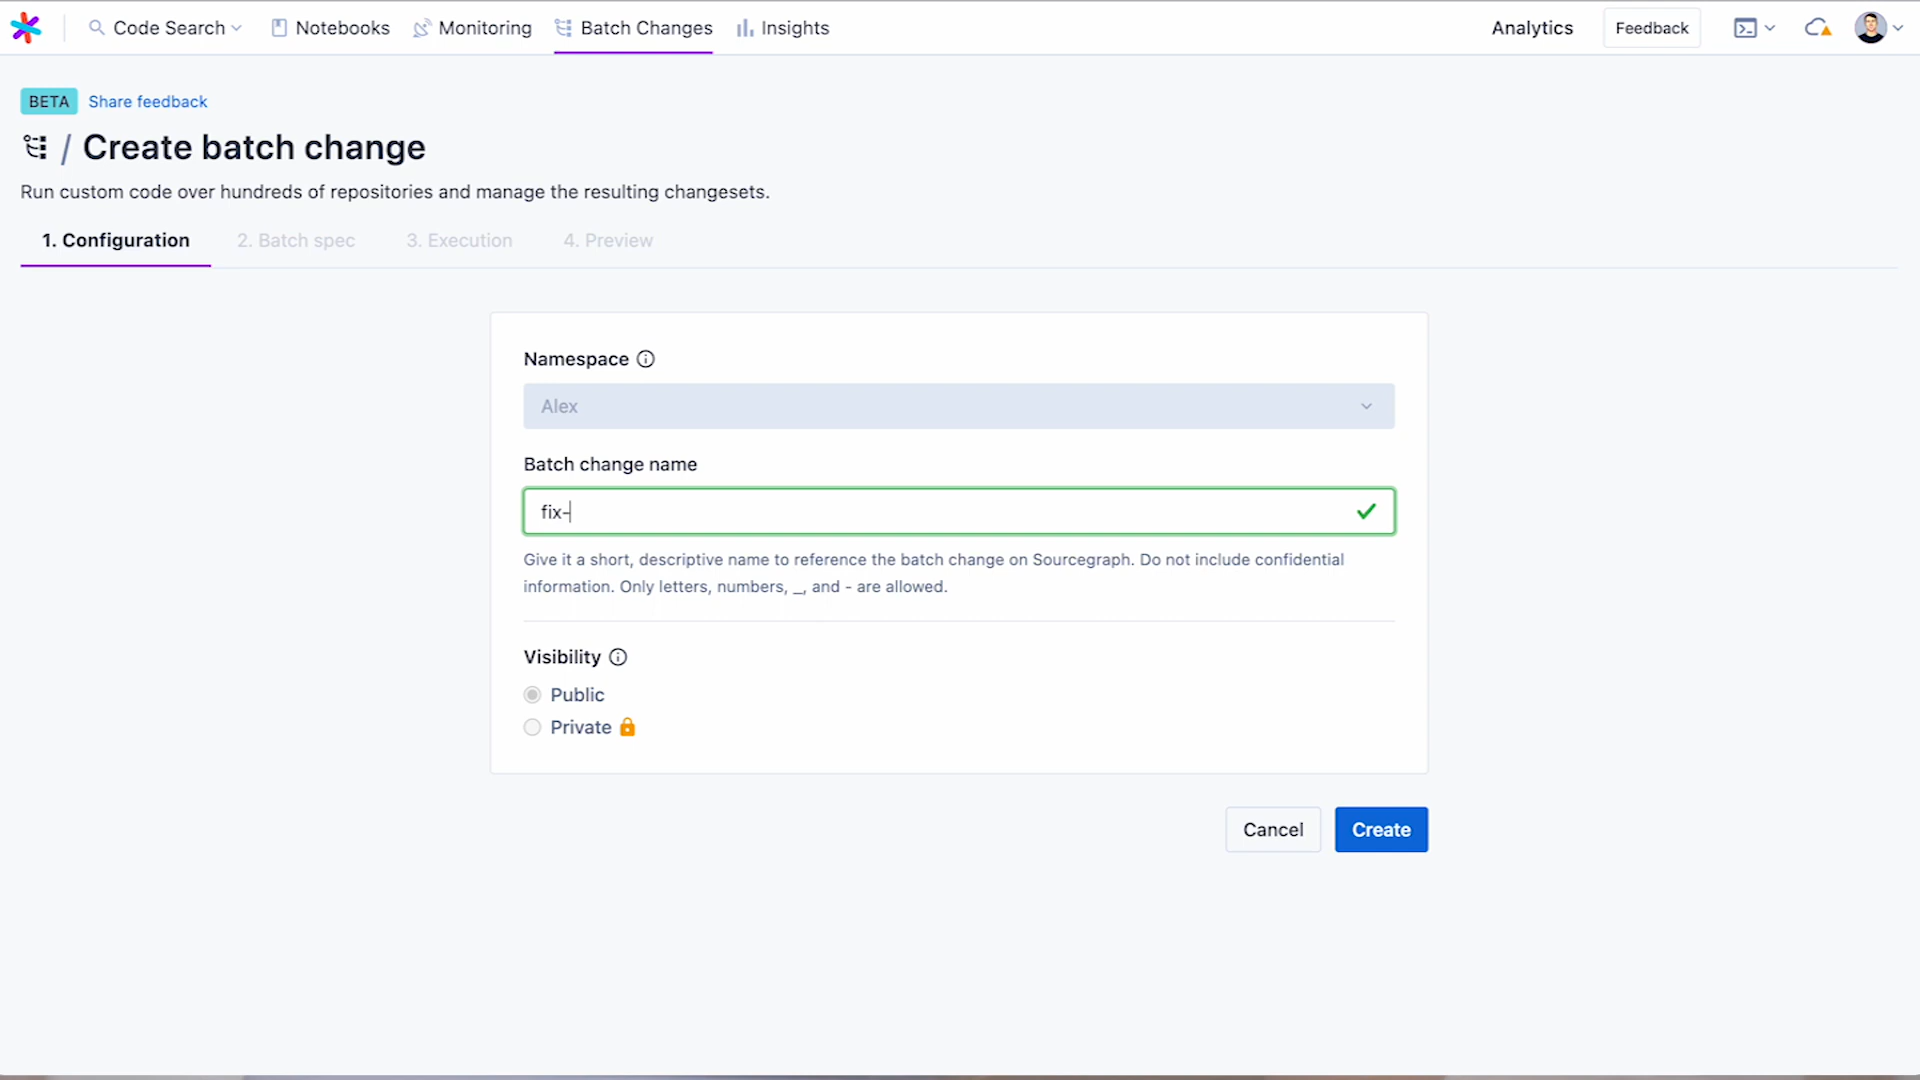 Code Search
Notebooks
Monitoring
Batch Changes
Insights
Analytics
Feedback
BETA
Share feedback
/ Create batch change
Run custom code over hundreds of repositories and manage the resulting changesets.
1. Configuration
2. Batch spec
3. Execution
4. Preview
Namespace
Alex
Batch change name
fix-
Give it a short, descriptive name to reference the batch change on Sourcegraph. Do not include confidential
information. Only letters, numbers, _, and - are allowed.
Visibility
Public
Private
Cancel
Create